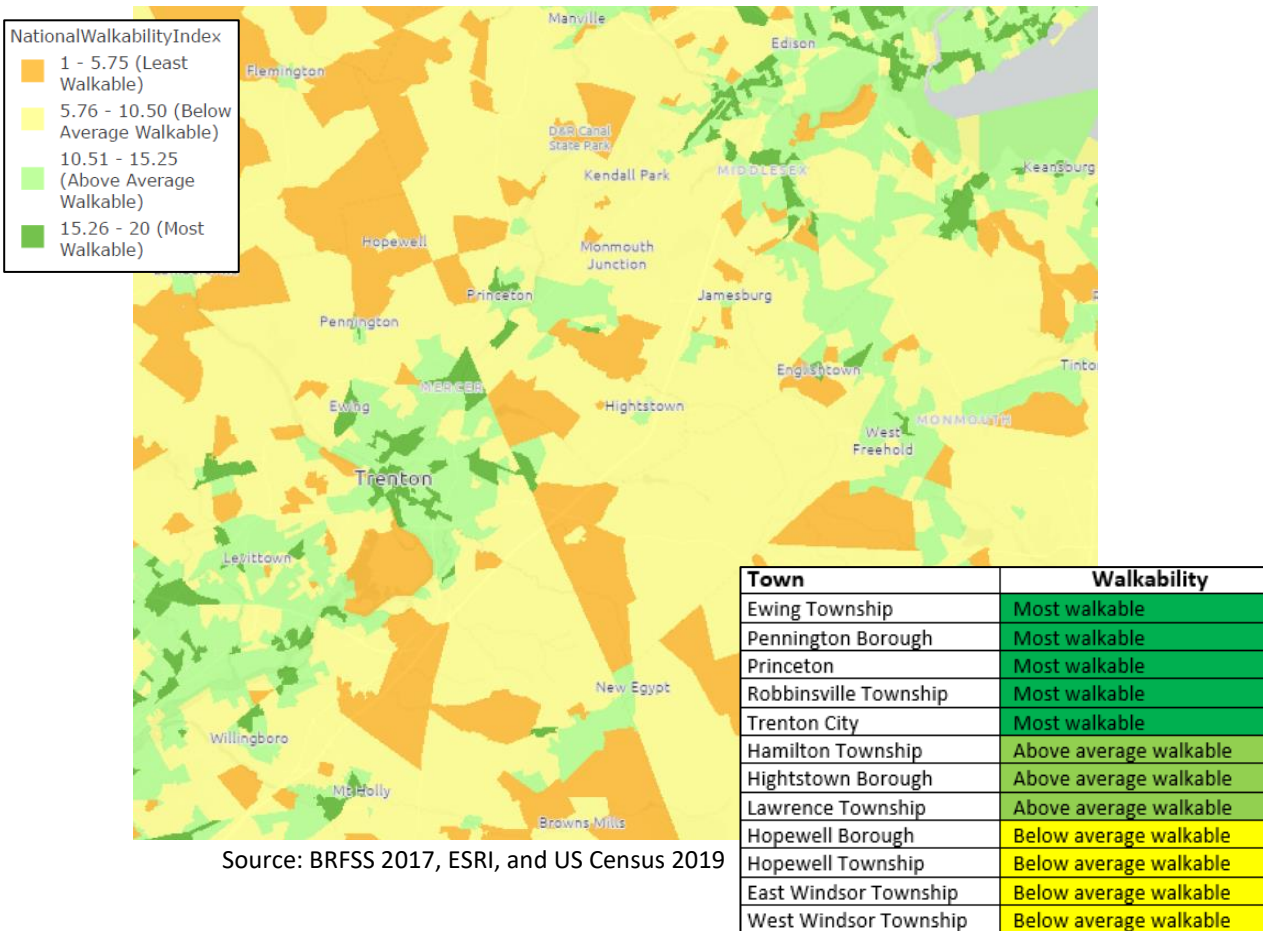 NationalWalkabilityIndex
1 - 5.75 (Least
Walkable)
5.76 - 10.50 (Below
Average Walkable)
10.51 - 15.25
(Above Average
Walkable)
15.26 - 20 (Most
Walkable)
Manville
Edison
Flemington
D&R Canal
State Park
Kendall Park
MIDDLESEX
Keansburg
Hopewell
Monmouth
Junction
Princeton
Jamesburg
Pennington
Englishtown
MERCER
Ewing
Hightstown
MONMOUTH
West
Freehold
Trenton
Levittown
New Egypt
Willingboro
Mt Holly
Browns Mills
Source: BRFSS 2017, ESRI, and US Census 2019
Town Walkability
Ewing Township Most walkable
Pennington Borough Most walkable
Princeton Most walkable
Robbinsville Township Most walkable
Trenton City Most walkable
Hamilton Township Above average walkable
Hightstown Borough Above average walkable
Lawrence Township Above average walkable
Hopewell Borough Below average walkable
Hopewell Township Below average walkable
East Windsor Township Below average walkable
West Windsor Township Below average walkable